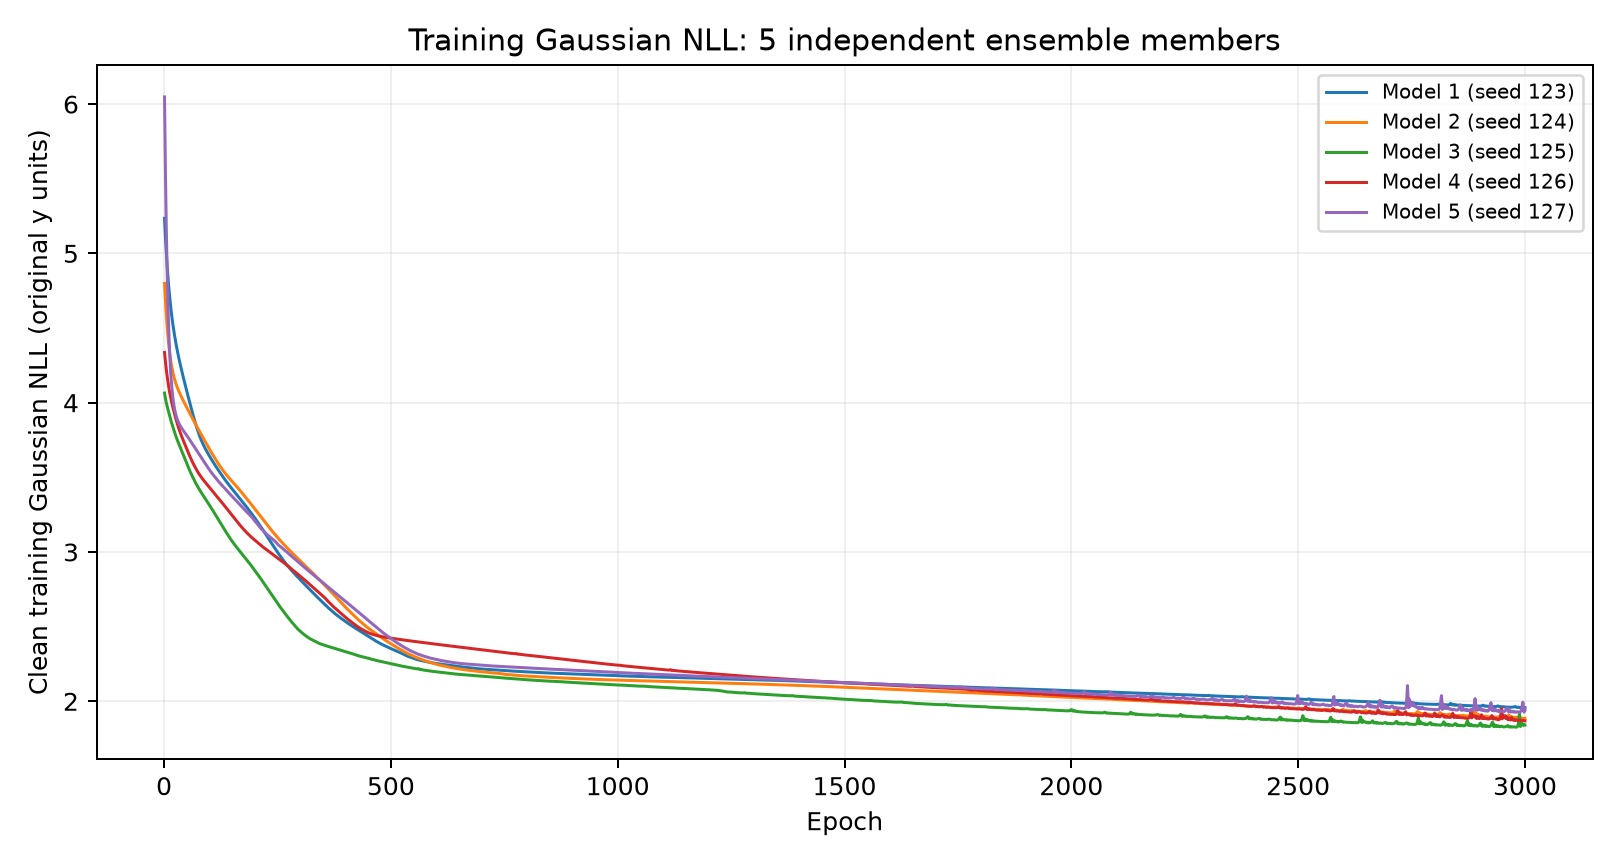 Training Gaussian NLL: 5 independent ensemble members
Clean training Gaussian NLL (original y units)
6
5
4
3
2
Model 1 (seed 123)
Model 2 (seed 124)
Model 3 (seed 125)
Model 4 (seed 126)
Model 5 (seed 127)
0 500 1000 1500 2000 2500 3000
Epoch